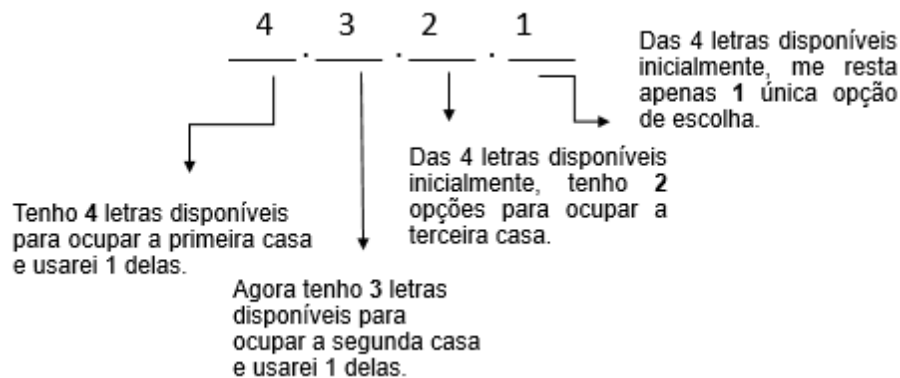 4 . 3 . 2 . 1
Das 4 letras disponíveis
inicialmente, me resta
apenas 1 única opção
de escolha.
Das 4 letras disponíveis
inicialmente, tenho 2
opções para ocupar a
terceira casa.
Tenho 4 letras disponíveis
para ocupar a primeira casa
e usarei 1 delas.
Agora tenho 3 letras
disponíveis para
ocupar a segunda casa
e usarei 1 delas.